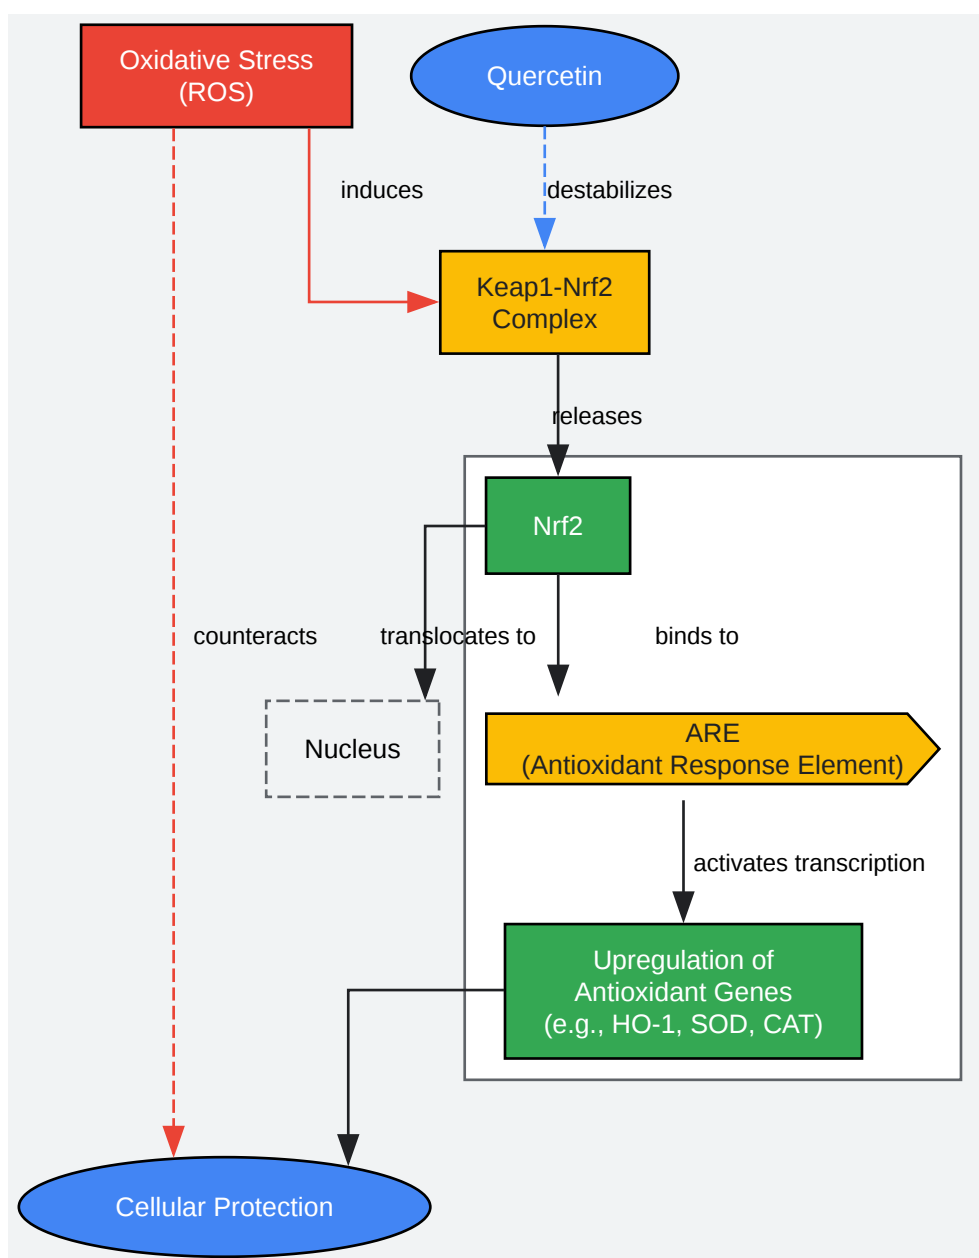 Oxidative Stress
(ROS)
Quercetin
induces
destabilizes
Keap1-Nrf2
Complex
releases
Nrf2
counteracts
translocates to
binds to
Nucleus
ARE
(Antioxidant Response Element)
activates transcription
Upregulation of
Antioxidant Genes
(e.g., HO-1, SOD, CAT)
Cellular Protection